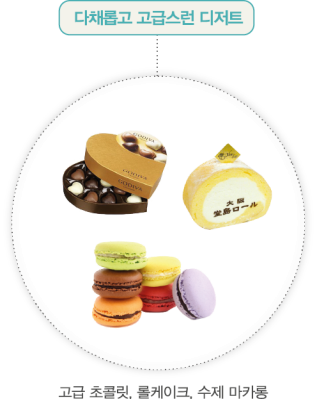 다채롭고 고급스런 디저트
GODIVA
大阪
堂島ロール
고급 초콜릿, 롤케이크, 수제 마카롱